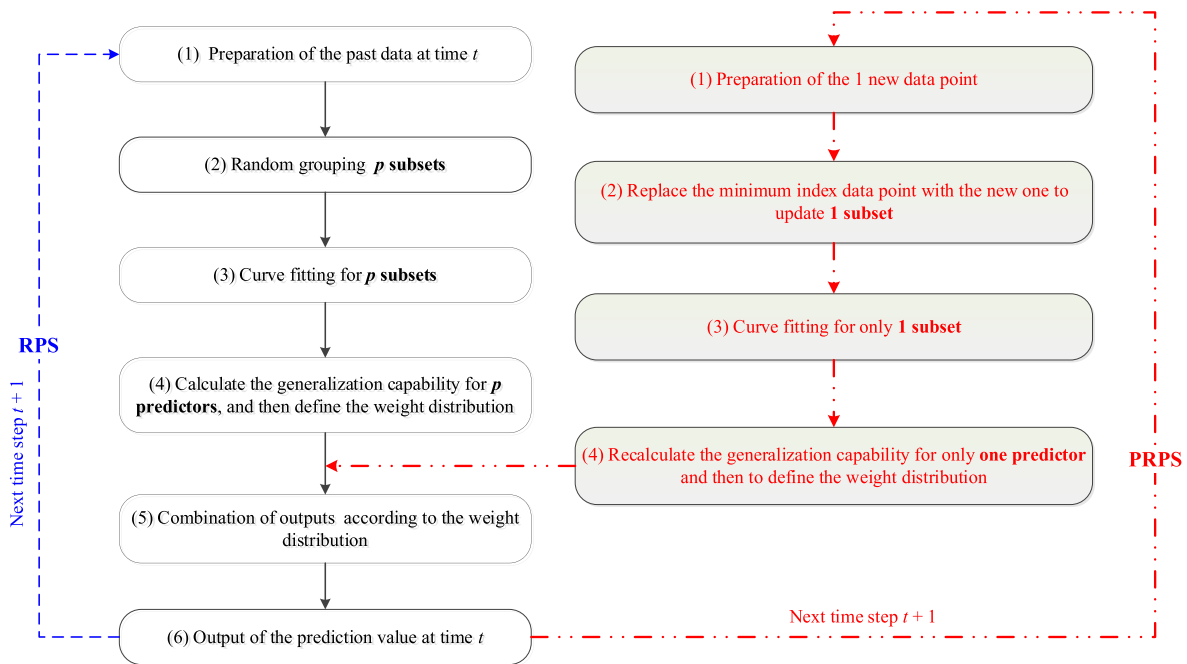 (1) Preparation of the past data at time t
(2) Random grouping p subsets
(3) Curve fitting for p subsets
(4) Calculate the generalization capability for p
predictors, and then define the weight distribution
(5) Combination of outputs according to the weight
distribution
(6) Output of the prediction value at time t
RPS
Next time step t + 1
(1) Preparation of the 1 new data point
(2) Replace the minimum index data point with the new one to
update 1 subset
(3) Curve fitting for only 1 subset
(4) Recalculate the generalization capability for only one predictor
and then to define the weight distribution
PRPS
Next time step t + 1